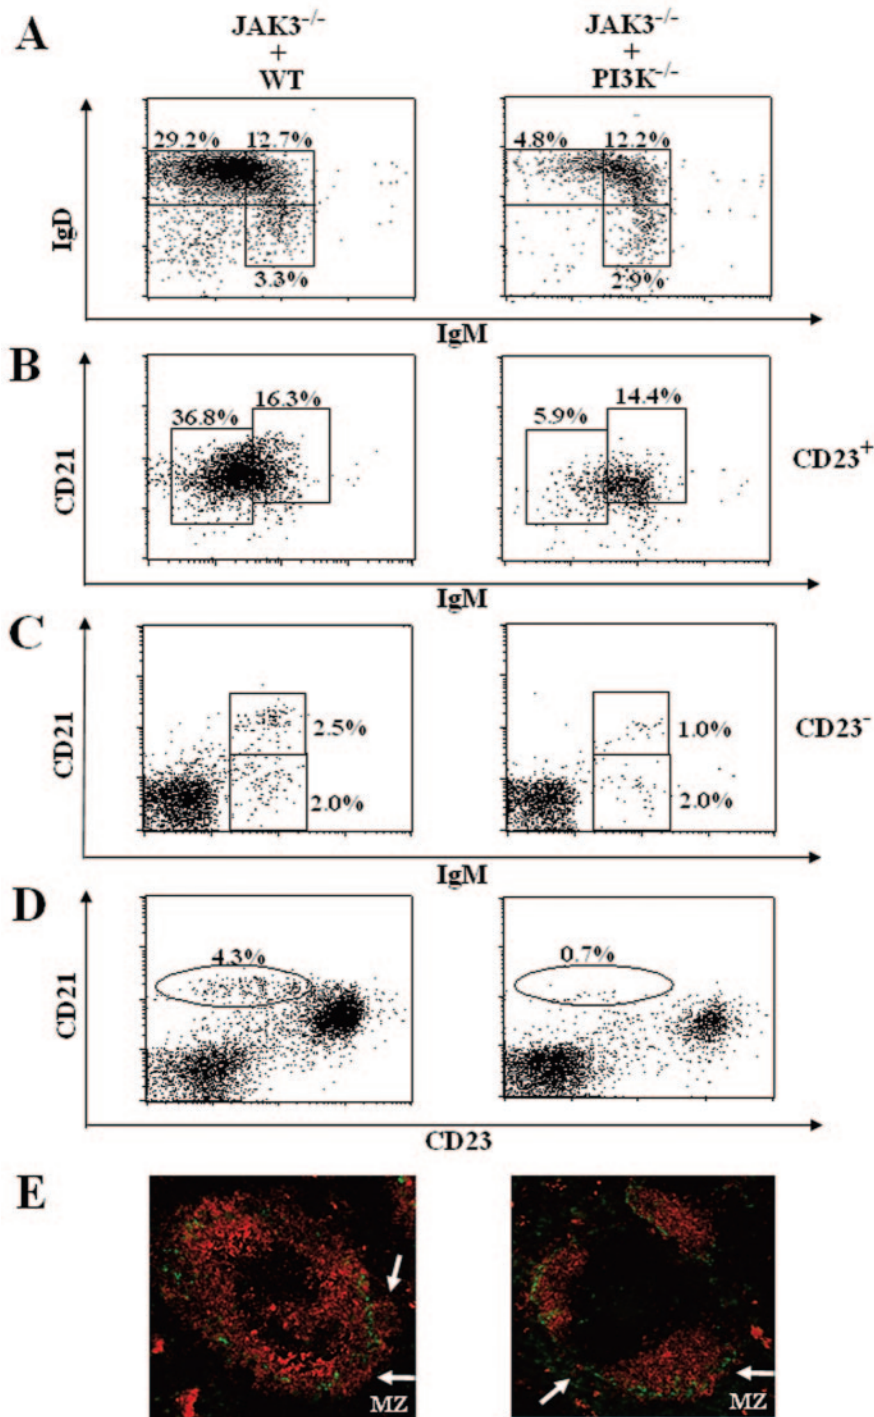 A
JAK3-/-
+
WT
JAK3-/-
+
PI3K-/-
29.2%
12.7%
3.3%
4.8%
12.2%
2.9%
IgD
IgM
B
36.8%
16.3%
5.9%
14.4%
CD21
CD23+
IgM
C
2.5%
2.0%
1.0%
2.0%
CD21
CD23-
IgM
D
4.3%
0.7%
CD21
CD23
E
MZ
MZ